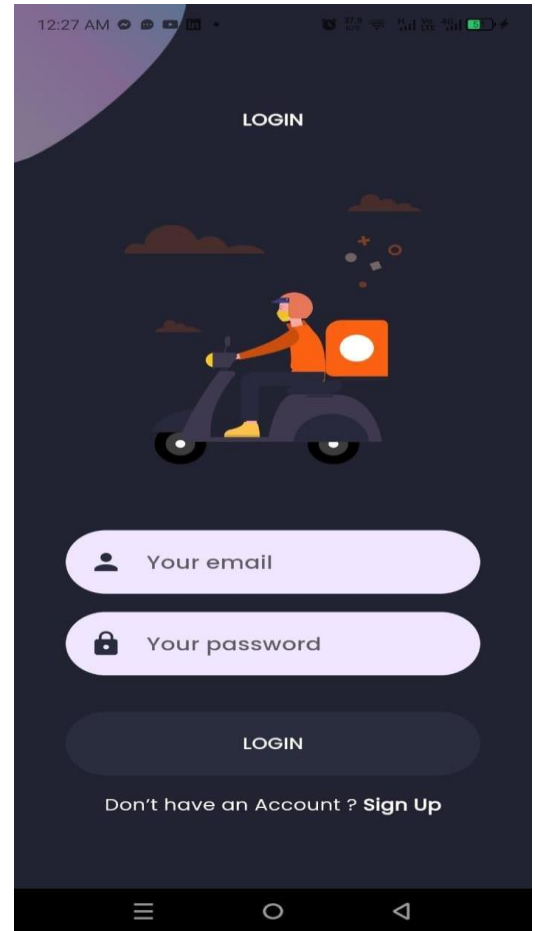 12:27 AM
LOGIN
Your email
Your password
LOGIN
Don't have an Account ? Sign Up